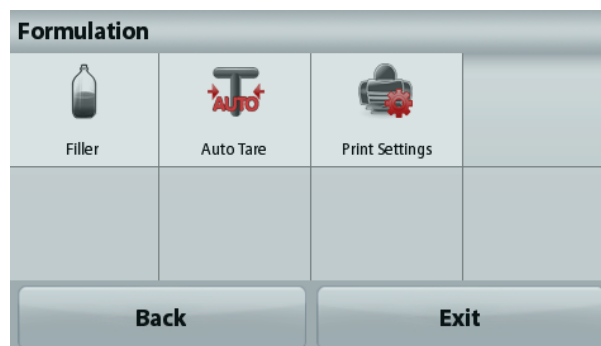 Formulation
AUTO
Filler
Auto Tare
Print Settings
Back
Exit